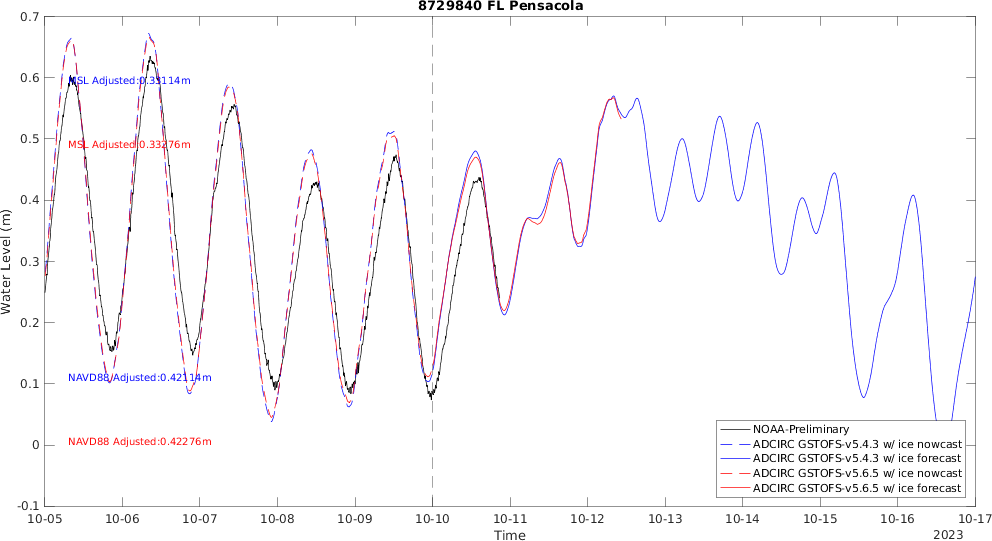 8729840 FL Pensacola
0.7
0.6
0.5
0.4
0.3
0.2
0.1
0
-0.1
Water Level (m)
MSL Adjusted:0.33114m
MSL Adjusted:0.33276m
NAVD88 Adjusted:0.42114m
NAVD88 Adjusted:0.42276m
NOAA-Preliminary
ADCIRC GSTOFS-v5.4.3 w/ ice nowcast
ADCIRC GSTOFS-v5.4.3 w/ ice forecast
ADCIRC GSTOFS-v5.6.5 w/ ice nowcast
ADCIRC GSTOFS-v5.6.5 w/ ice forecast
10-05 10-06 10-07 10-08 10-09 10-10 10-11 10-12 10-13 10-14 10-15 10-16 10-17
Time
2023